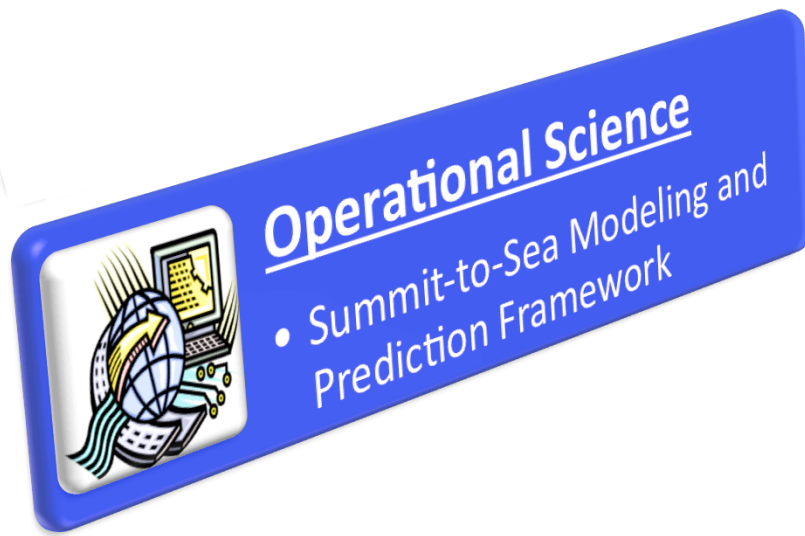 Operational Science
• Summit-to-Sea Modeling and
Prediction Framework